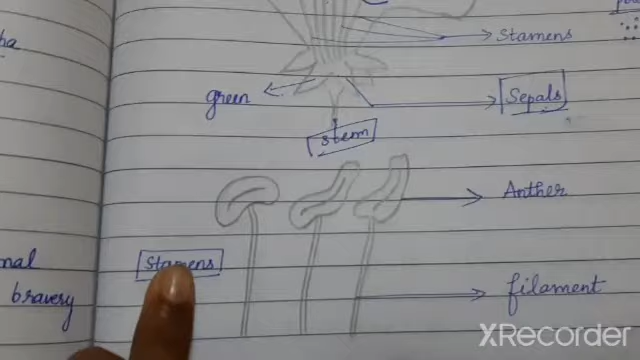 Stamens
green
Sepals
stem
Anther
Stamens
filament
nal
bravery
XRecorder